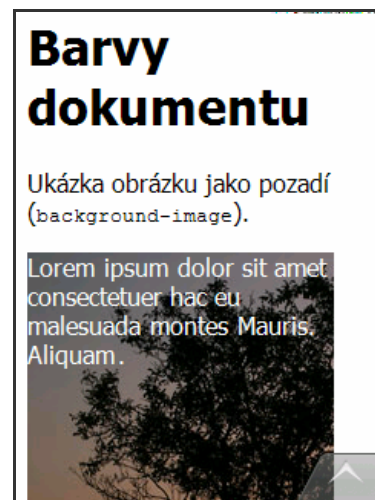 Barvy
dokumentu
Ukázka obrázku jako pozadí
(background-image).
Lorem ipsum dolor sit amet
consectetuer hac eu
malesuada montes Mauris.
Aliquam.